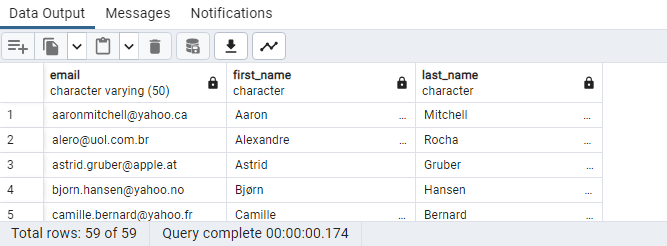 Data Output Messages Notifications
email first_name last_name
character varying (50) character character
1 aaronmitchell@yahoo.ca Aaron ... Mitchell ...
2 alero@uol.com.br Alexandre ... Rocha ...
3 astrid.gruber@apple.at Astrid ... Gruber ...
4 bjorn.hansen@yahoo.no Bjørn ... Hansen ...
5 camille.bernard@yahoo.fr Camille ... Bernard ...
Total rows: 59 of 59 Query complete 00:00:00.174